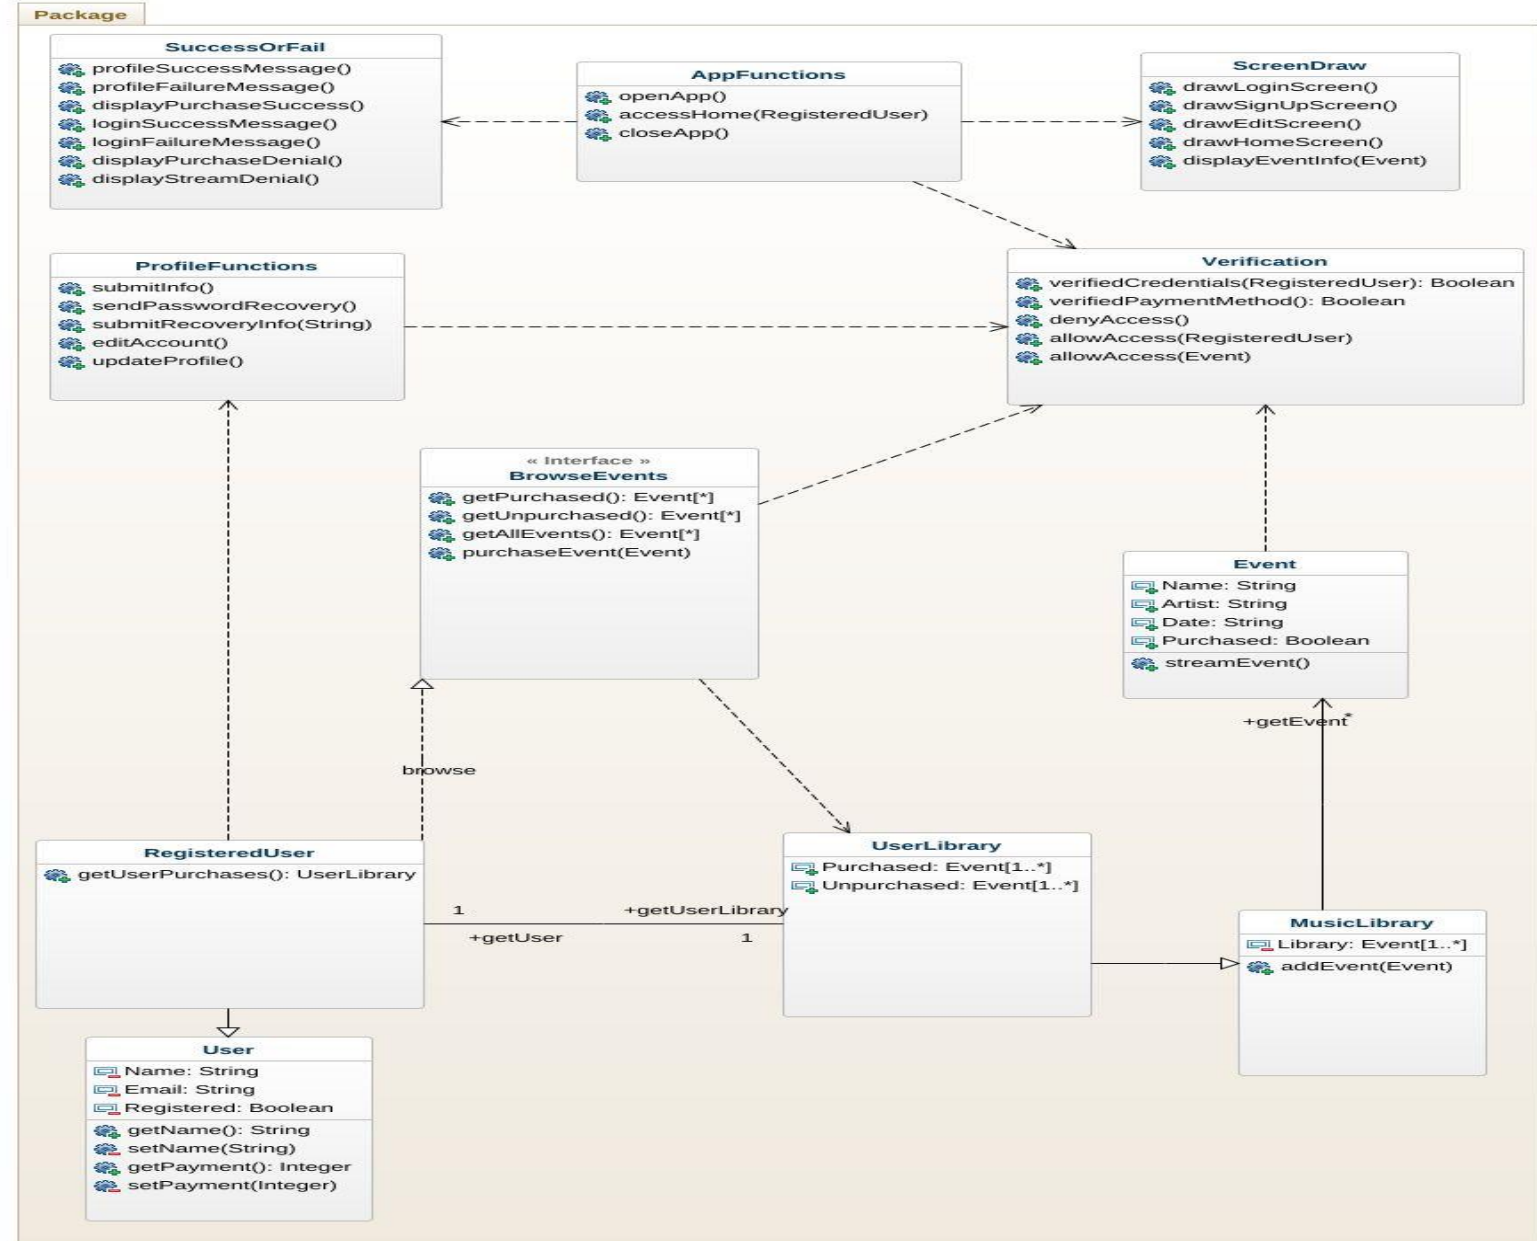 Package
SuccessOrFail
profileSuccessMessage()
profileFailureMessage()
displayPurchaseSuccess()
loginSuccessMessage()
loginFailureMessage()
displayPurchaseDenial()
displayStreamDenial()
AppFunctions
openApp()
accessHome(RegisteredUser)
closeApp()
ScreenDraw
drawLoginScreen()
drawSignUpScreen()
drawEditScreen()
drawHomeScreen()
displayEventInfo(Event)
ProfileFunctions
submitInfo()
sendPasswordRecovery()
submitRecoveryInfo(String)
editAccount()
updateProfile()
Verification
verifiedCredentials(RegisteredUser): Boolean
verifiedPaymentMethod(): Boolean
denyAccess()
allowAccess(RegisteredUser)
allowAccess(Event)
« Interface »
BrowseEvents
getPurchased(): Event[*]
getUnpurchased(): Event[*]
getAllEvents(): Event[*]
purchaseEvent(Event)
Event
Name: String
Artist: String
Date: String
Purchased: Boolean
streamEvent()
+getEvent
*
browse
RegisteredUser
getUserPurchases(): UserLibrary
1
+getUserLibrary
+getUser
1
UserLibrary
Purchased: Event[1..*]
Unpurchased: Event[1..*]
MusicLibrary
Library: Event[1..*]
addEvent(Event)
User
Name: String
Email: String
Registered: Boolean
getName(): String
setName(String)
getPayment(): Integer
setPayment(Integer)